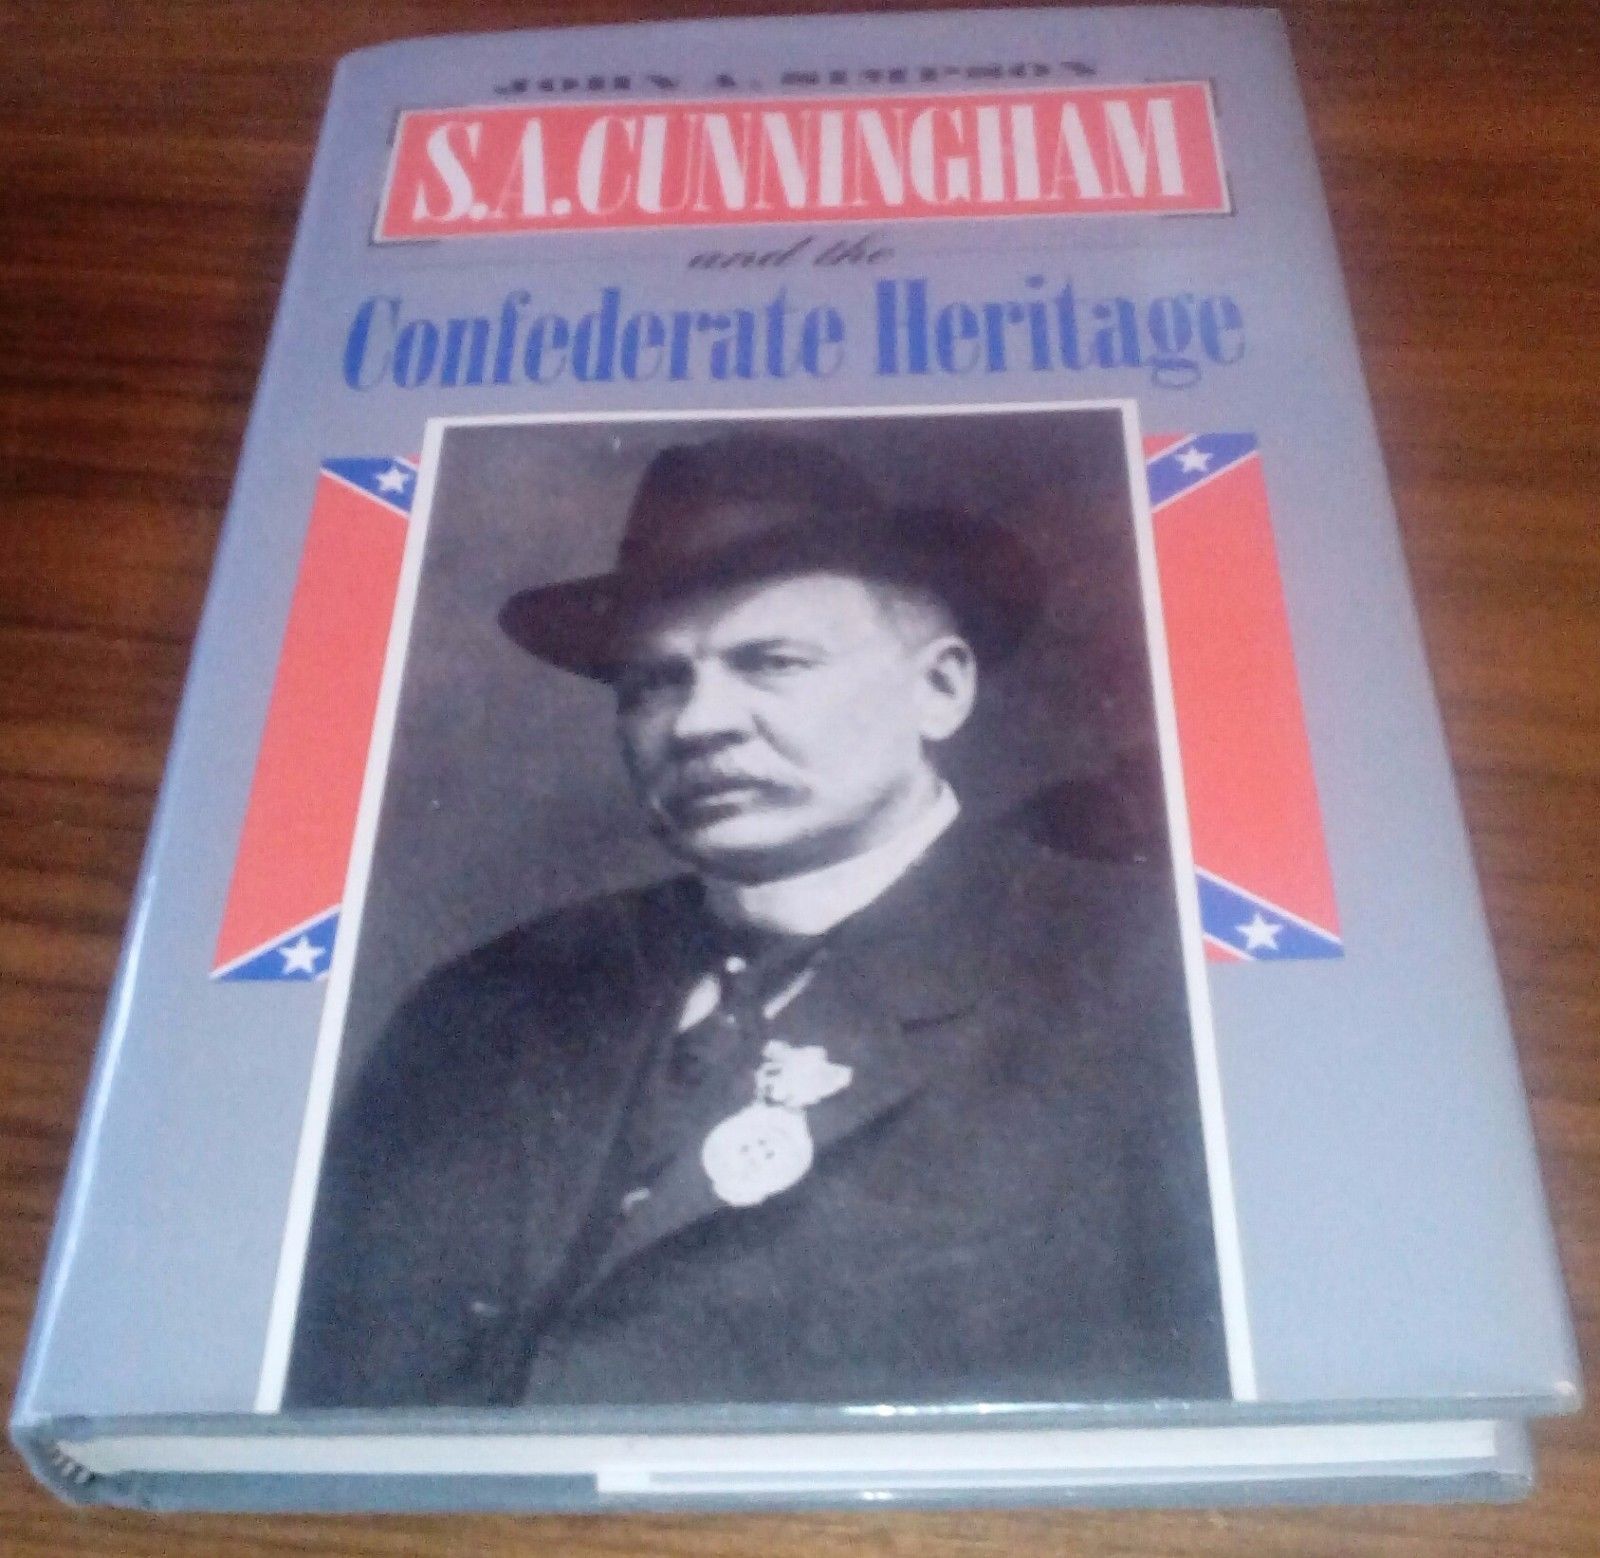 JOHN A. SIMPSON
S.A.CUNNINGHAM
and the
Confederate Heritage